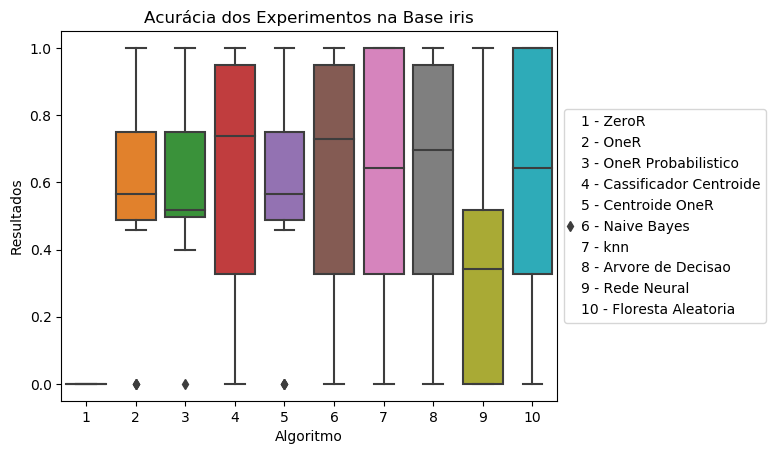 Acurácia dos Experimentos na Base iris
Resultados
1.0
0.8
0.6
0.4
0.2
0.0
1 2 3 4 5 6 7 8 9 10
Algoritmo
1 - ZeroR
2 - OneR
3 - OneR Probabilistico
4 - Cassificador Centroide
5 - Centroide OneR
6 - Naive Bayes
7 - knn
8 - Arvore de Decisao
9 - Rede Neural
10 - Floresta Aleatoria